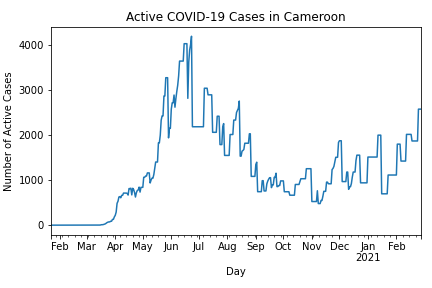 Active COVID-19 Cases in Cameroon
Number of Active Cases
4000
3000
2000
1000
0
Feb Mar Apr May Jun Jul Aug Sep Oct Nov Dec Jan Feb
2021
Day